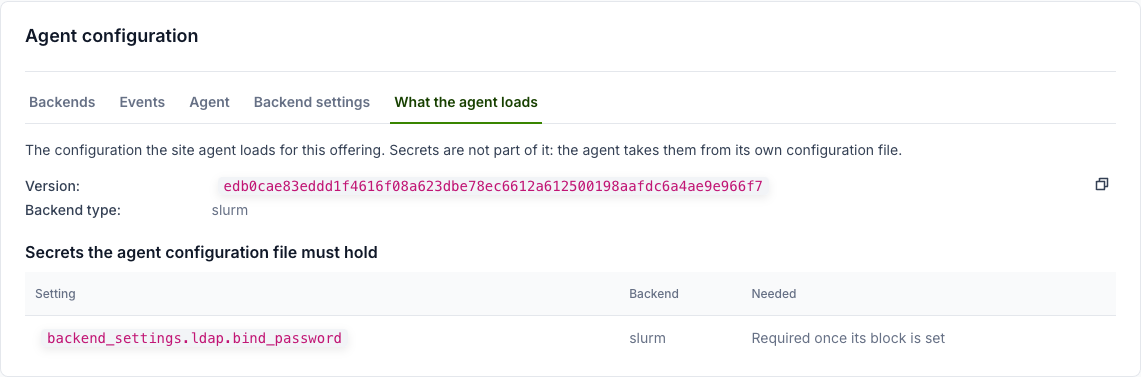 Agent configuration
Backends Events Agent Backend settings What the agent loads
The configuration the site agent loads for this offering. Secrets are not part of it: the agent takes them from its own configuration file.
Version: edb0cae83eddd1f4616f08a623dbe78ec6612a612500198aafdc6a4ae9e966f7
Backend type: slurm
Secrets the agent configuration file must hold
Setting Backend Needed
backend_settings.ldap.bind_password slurm Required once its block is set